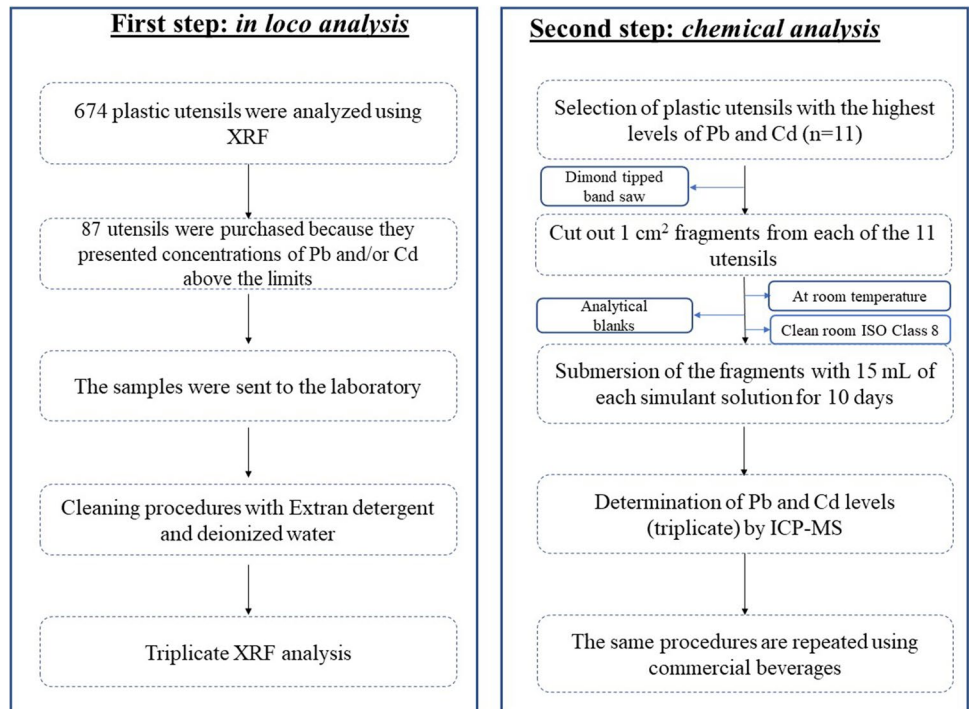 First step: in loco analysis
674 plastic utensils were analyzed using
XRF
87 utensils were purchased because they
presented concentrations of Pb and/or Cd
above the limits
The samples were sent to the laboratory
Cleaning procedures with Extran detergent
and deionized water
Triplicate XRF analysis
Second step: chemical analysis
Selection of plastic utensils with the highest
levels of Pb and Cd (n=11)
Dimond tipped
band saw
Cut out 1 cm² fragments from each of the 11
utensils
At room temperature
Analytical
blanks
Clean room ISO Class 8
Submersion of the fragments with 15 mL of
each simulant solution for 10 days
Determination of Pb and Cd levels
(triplicate) by ICP-MS
The same procedures are repeated using
commercial beverages